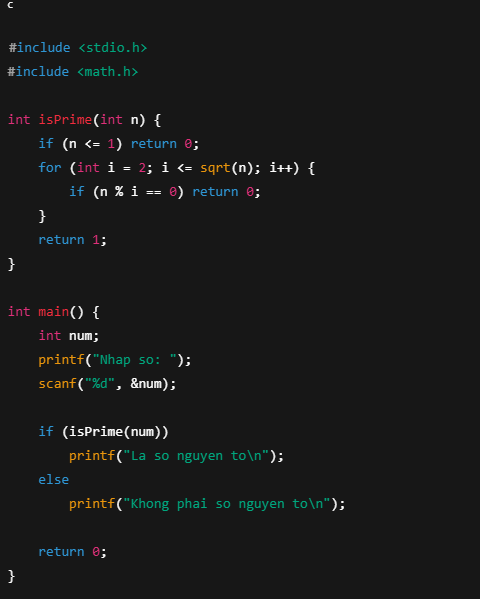 c
#include <stdio.h>
#include <math.h>
int isPrime(int n) {
    if (n <= 1) return 0;
    for (int i = 2; i <= sqrt(n); i++) {
        if (n % i == 0) return 0;
    }
    return 1;
}
int main() {
    int num;
    printf("Nhap so: ");
    scanf("%d", &num);
    if (isPrime(num))
        printf("La so nguyen to\n");
    else
        printf("Khong phai so nguyen to\n");
    return 0;
}